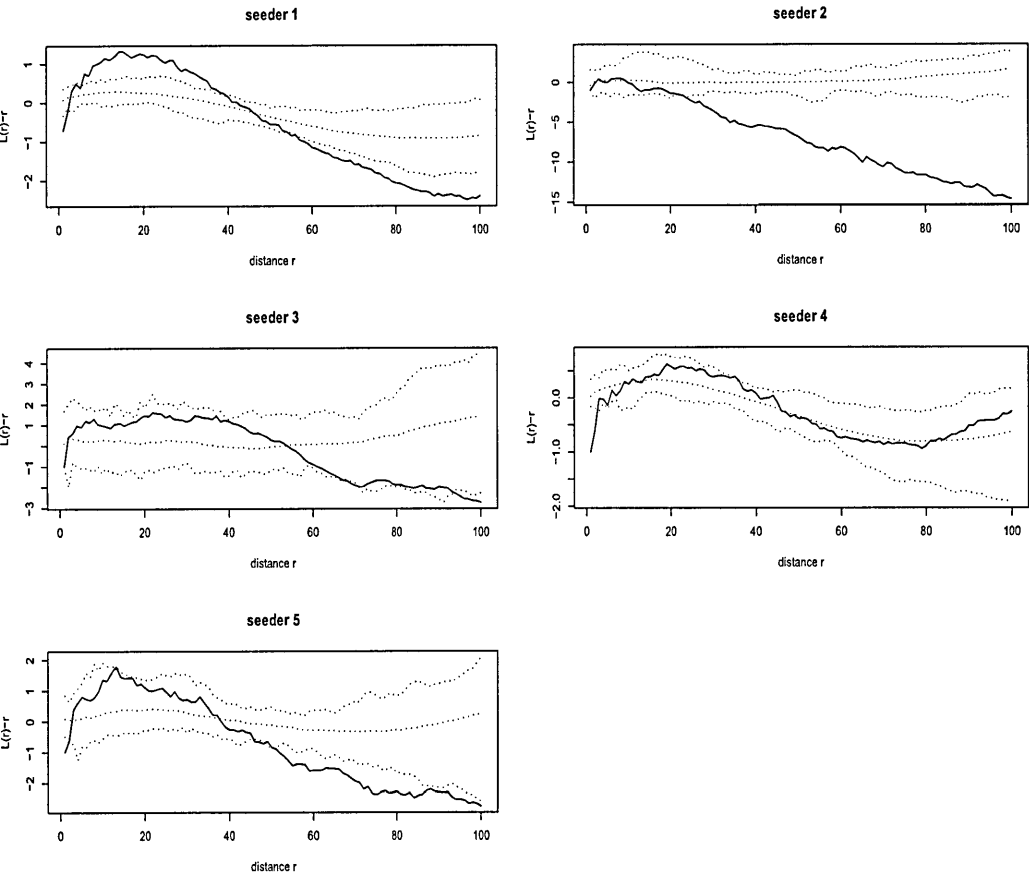 seeder 1
L(r)−r
1
0
−1
−2
0 20 40 60 80 100
distance r
seeder 2
L(r)−r
0
−5
−10
−15
0 20 40 60 80 100
distance r
seeder 3
L(r)−r
4
3
2
1
−1
−3
0 20 40 60 80 100
distance r
seeder 4
L(r)−r
0.0
−1.0
−2.0
0 20 40 60 80 100
distance r
seeder 5
L(r)−r
2
1
0
−1
−2
0 20 40 60 80 100
distance r